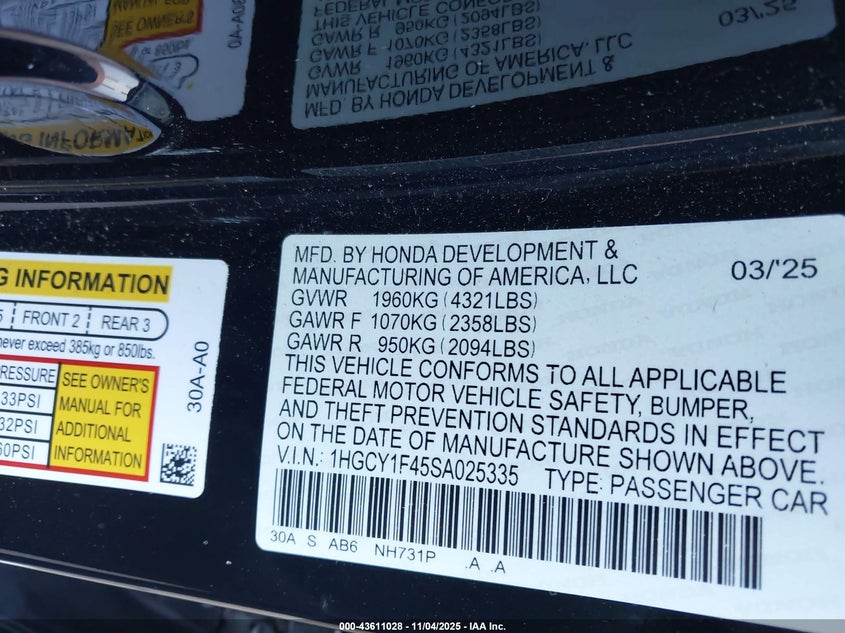 MFD. BY HONDA DEVELOPMENT &
MANUFACTURING OF AMERICA, LLC 03/'25
GVWR 1960KG (4321LBS)
GAWR F 1070KG (2358LBS)
GAWR R 950KG (2094LBS)
THIS VEHICLE CONFORMS TO ALL APPLICABLE
FEDERAL MOTOR VEHICLE SAFETY, BUMPER,
AND THEFT PREVENTION STANDARDS IN EFFECT
ON THE DATE OF MANUFACTURE SHOWN ABOVE.
V.I.N.: 1HGCY1F45SA025335 TYPE: PASSENGER CAR
30A S AB6 NH731P .A .A
G INFORMATION
5 FRONT 2 REAR 3
never exceed 385kg or 850lbs.
PRESSURE
33PSI
32PSI
60PSI
SEE OWNER'S
MANUAL FOR
ADDITIONAL
INFORMATION
30A-A0
000-43611028 - 11/04/2025 - IAA Inc.